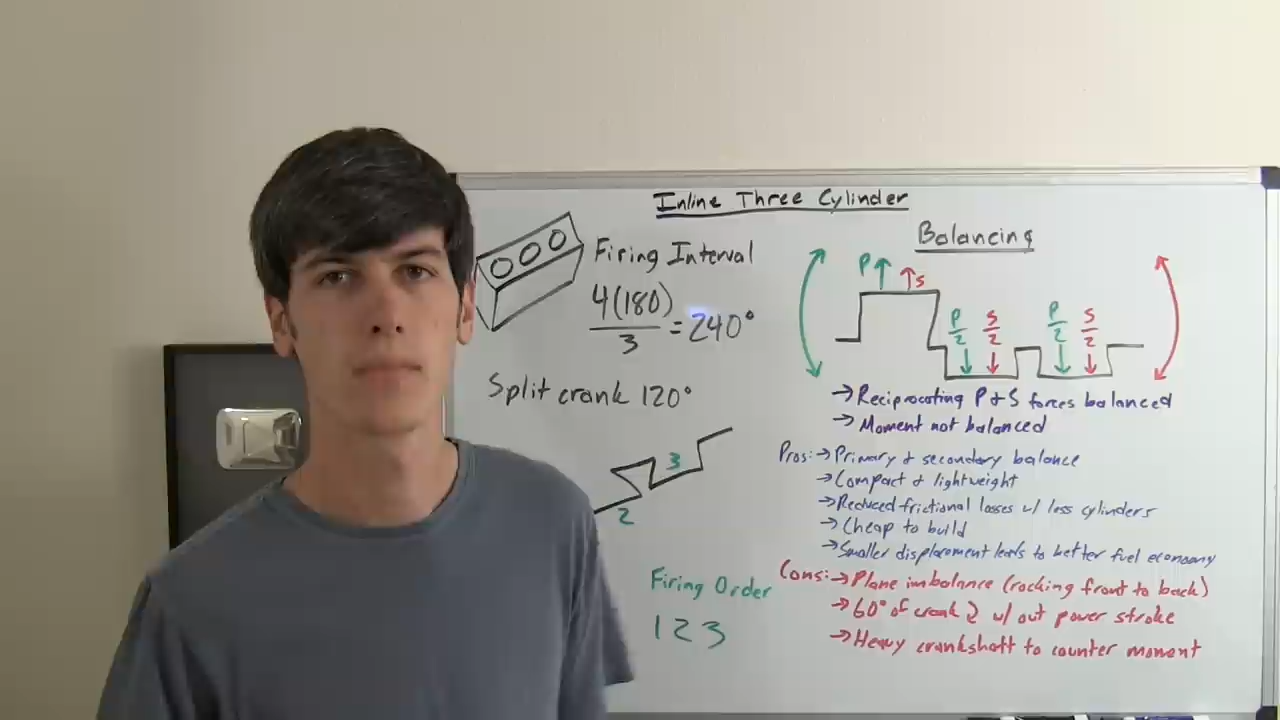 Inline Three Cylinder
Firing Interval
4(180)
3
=240°
Split crank 120°
3
2
Firing Order
1 2 3
Balancing
P
S
P
2
S
2
P
2
S
2
→Reciprocating P & S forces balanced
→Moment not balanced
Pros:→Primary & secondary balance
→Compact & lightweight
→Reduced frictional losses w/ less cylinders
→Cheap to build
→Smaller displacement leads to better fuel economy
Cons:→Plane imbalance (rocking front to back)
→60° of crank w/out power stroke
→Heavy crankshaft to counter moment